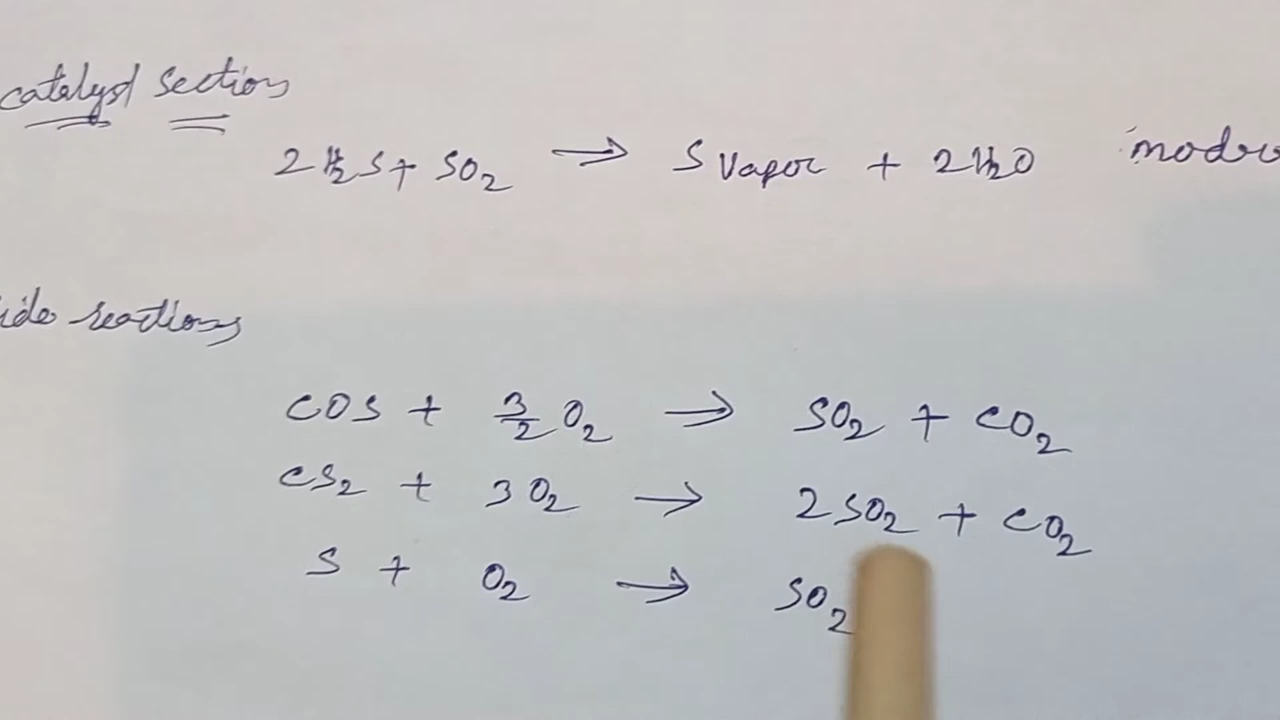 catalyst section
2H2S + SO2 → S Vapor + 2H2O
reactions
COS + 3/2 O2 → SO2 + CO2
CS2 + 3O2 → 2SO2 + CO2
S + O2 → SO2